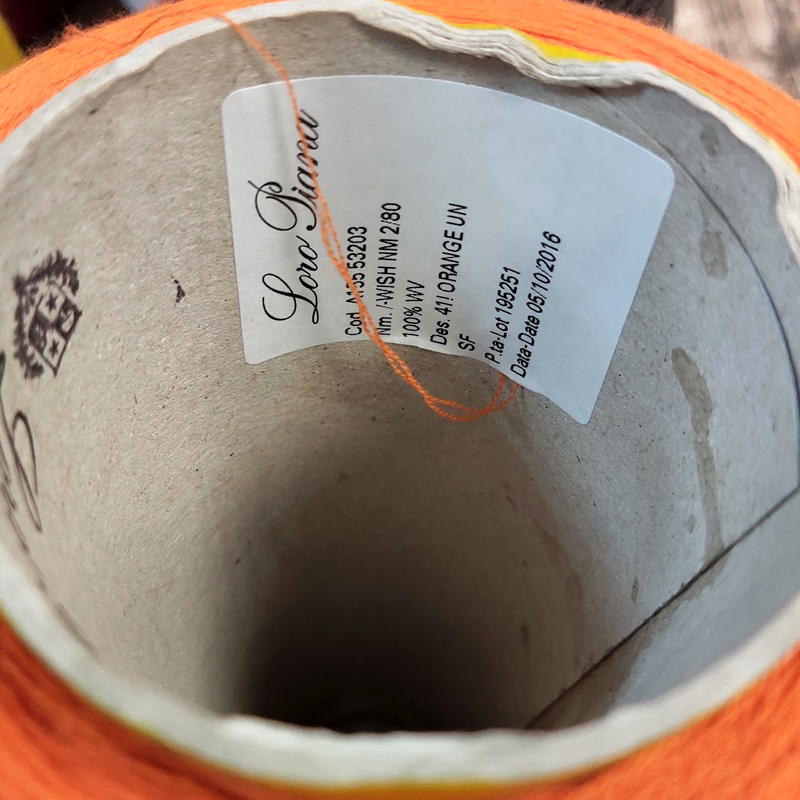 Loro Piana
Cod 53203
Nm. /-WISH NM 2/80
100% WV
Des. 41! ORANGE UN
SF
P.ta-Lot 195251
Data-Date 05/10/2016